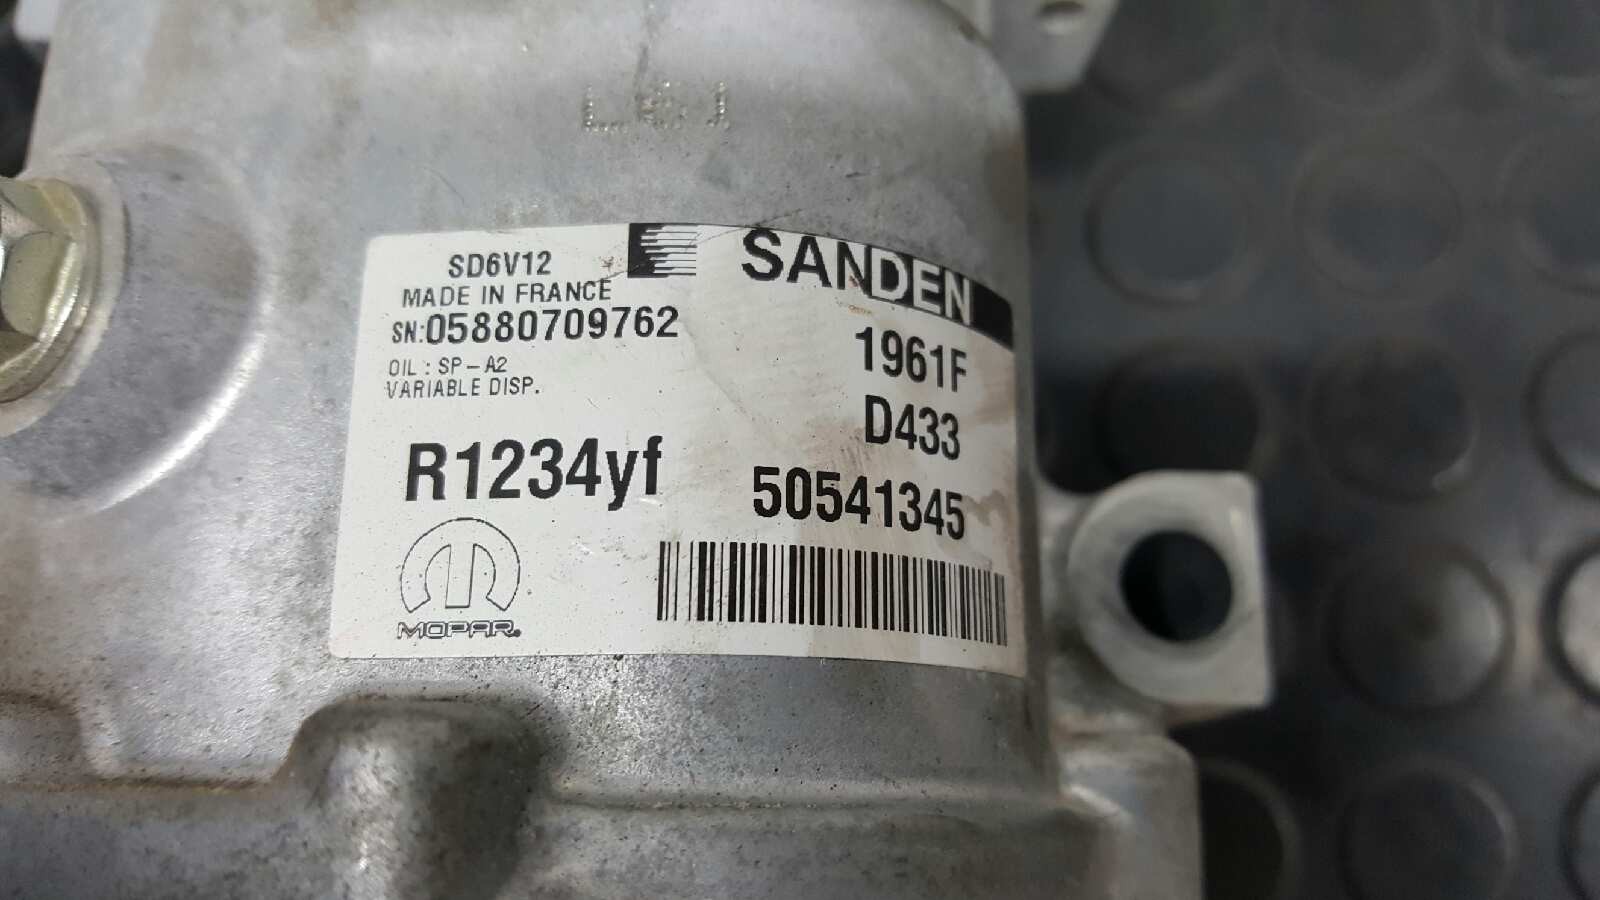 SD6V12
MADE IN FRANCE
SN:05880709762
OIL : SP-A2
VARIABLE DISP.
R1234yf
MOPAR®
SANDEN
1961F
D433
50541345